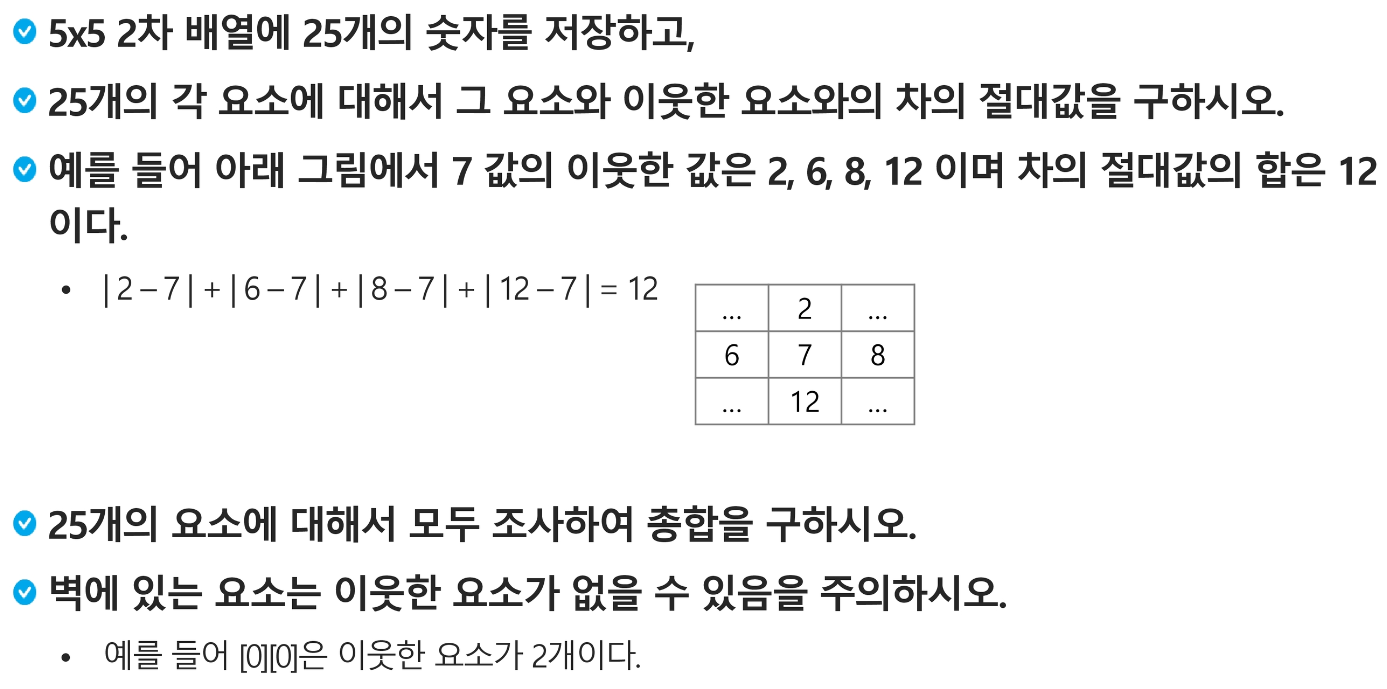 5x5 2차 배열에 25개의 숫자를 저장하고,
25개의 각 요소에 대해서 그 요소와 이웃한 요소와의 차의 절대값을 구하시오.
예를 들어 아래 그림에서 7 값의 이웃한 값은 2, 6, 8, 12 이며 차의 절대값의 합은 12
이다.
• | 2 – 7 | + | 6 – 7 | + | 8 – 7 | + | 12 – 7 | = 12
... 2 ...
6 7 8
... 12 ...
25개의 요소에 대해서 모두 조사하여 총합을 구하시오.
벽에 있는 요소는 이웃한 요소가 없을 수 있음을 주의하시오.
• 예를 들어 [0][0]은 이웃한 요소가 2개이다.